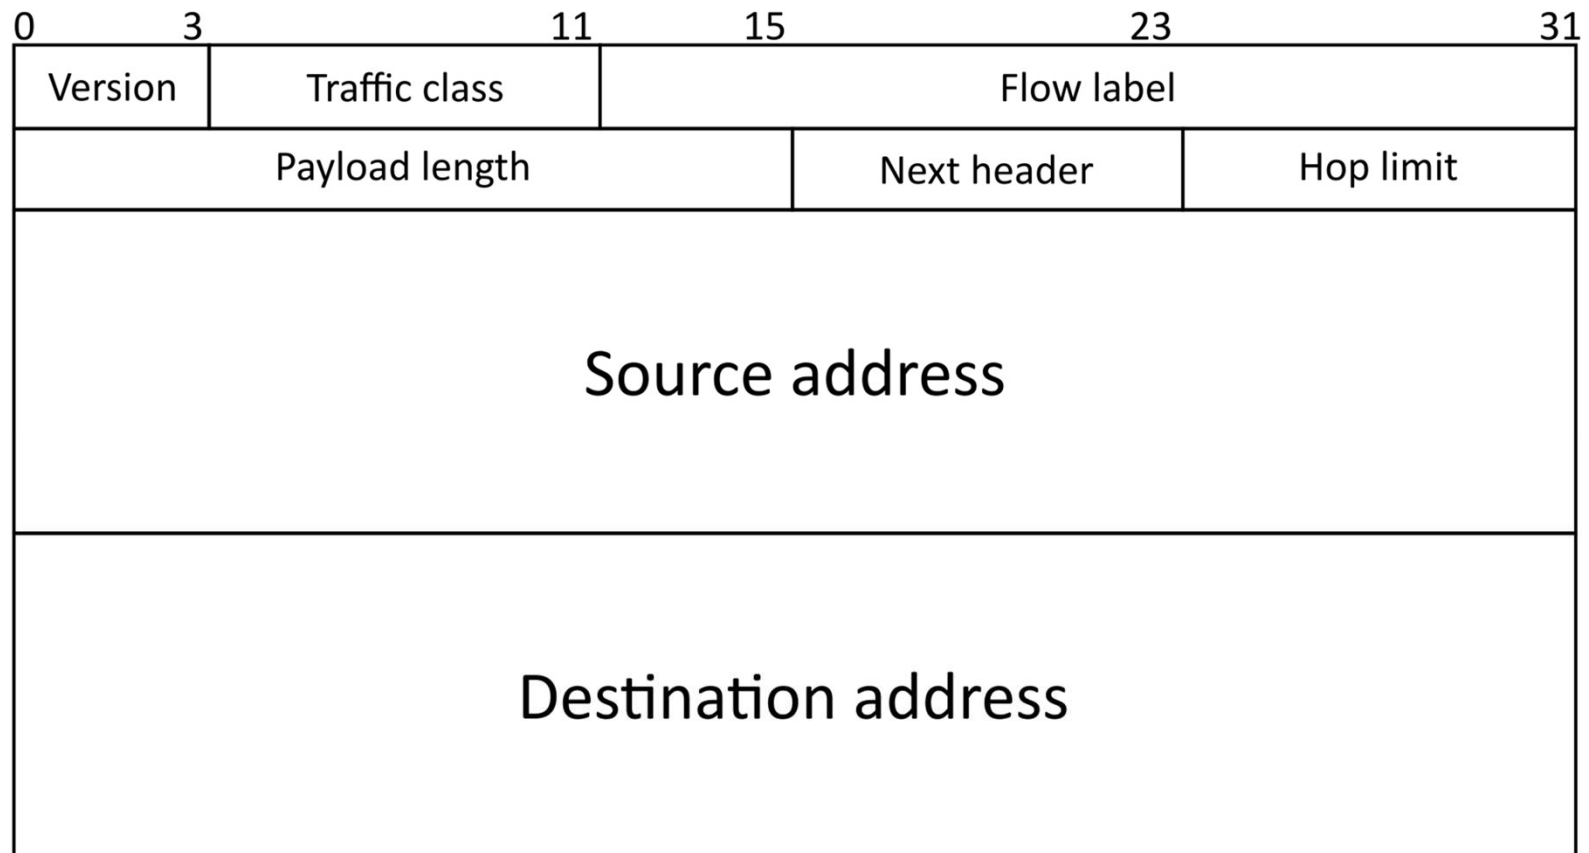 0 3 11 15 23 31
Version Traffic class Flow label
Payload length Next header Hop limit
Source address
Destination address